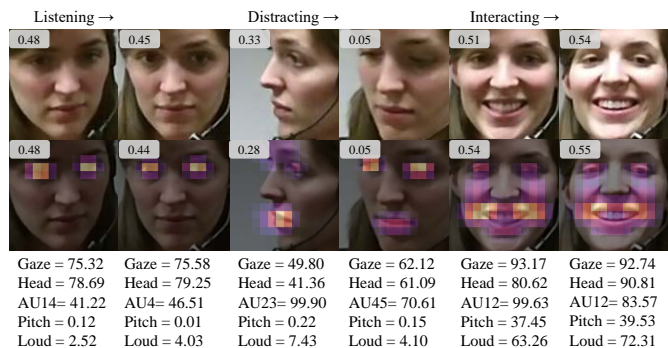 Listening → Distracting → Interacting →
0.48 0.45 0.33 0.05 0.51 0.54
0.48 0.44 0.28 0.05 0.54 0.55
Gaze = 75.32 Gaze = 75.58 Gaze = 49.80 Gaze = 62.12 Gaze = 93.17 Gaze = 92.74
Head = 78.69 Head = 79.25 Head = 41.36 Head = 61.09 Head = 80.62 Head = 90.81
AU14= 41.22 AU4= 46.51 AU23= 99.90 AU45= 70.61 AU12= 99.63 AU12= 83.57
Pitch = 0.12 Pitch = 0.01 Pitch = 0.22 Pitch = 0.15 Pitch = 37.45 Pitch = 39.53
Loud = 2.52 Loud = 4.03 Loud = 7.43 Loud = 4.10 Loud = 63.26 Loud = 72.31